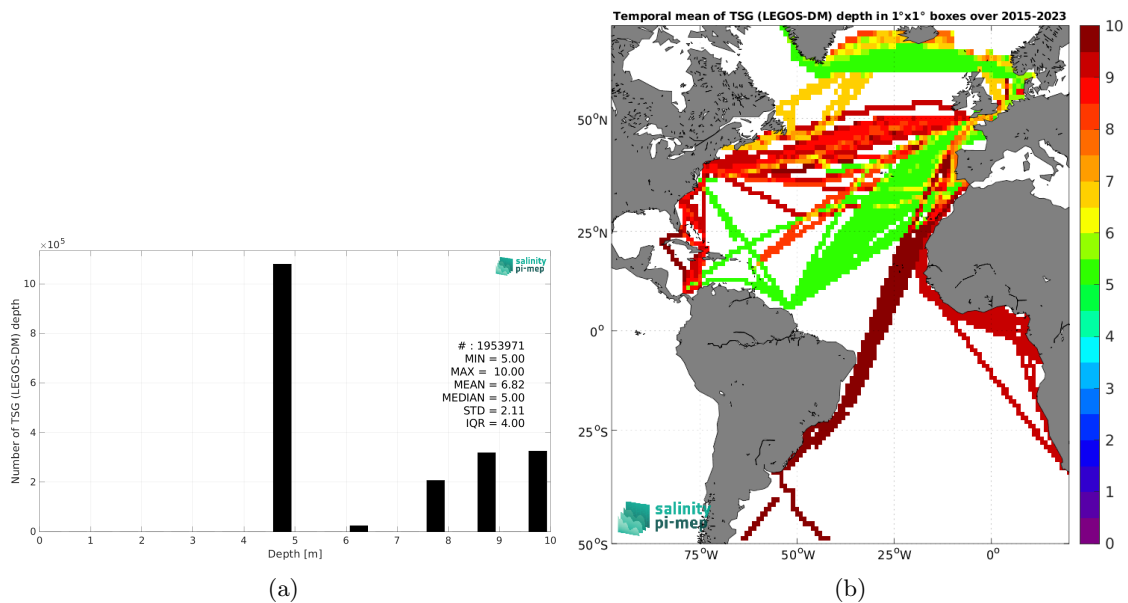 Temporal mean of TSG (LEGOS-DM) depth in 1°x1° boxes over 2015-2023
×10⁵
10
8
6
4
2
0
Number of TSG (LEGOS-DM) depth
salinity
pi-mep
# : 1953971
MIN = 5.00
MAX = 10.00
MEAN = 6.82
MEDIAN = 5.00
STD = 2.11
IQR = 4.00
0 1 2 3 4 5 6 7 8 9 10
Depth [m]
(a)
50°N
25°N
0°
25°S
50°S
75°W 50°W 25°W 0°
salinity
pi-mep
10
9
8
7
6
5
4
3
2
1
0
(b)